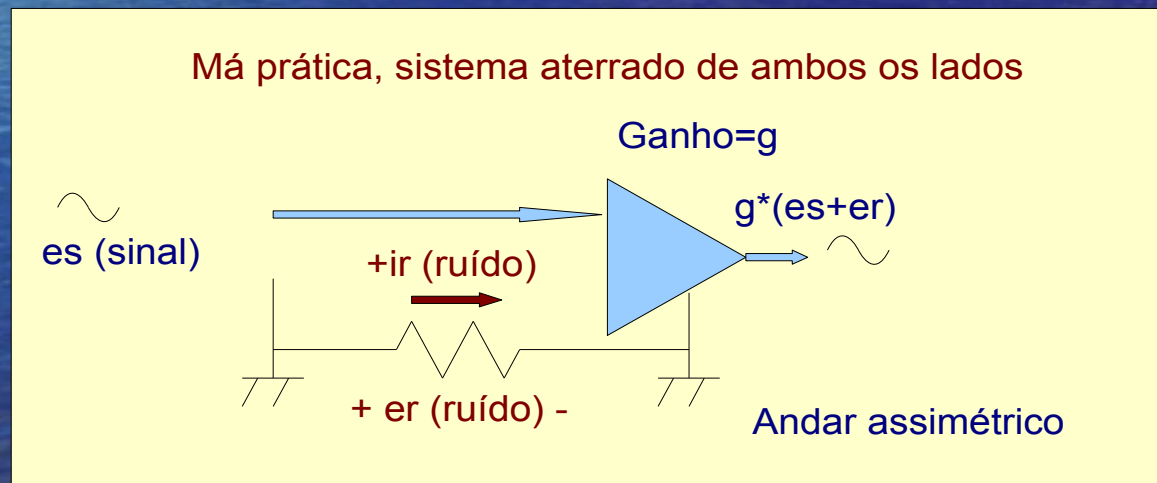 Má prática, sistema aterrado de ambos os lados
Ganho=g
g*(es+er)
es (sinal)
+ir (ruído)
+ er (ruído) -
Andar assimétrico